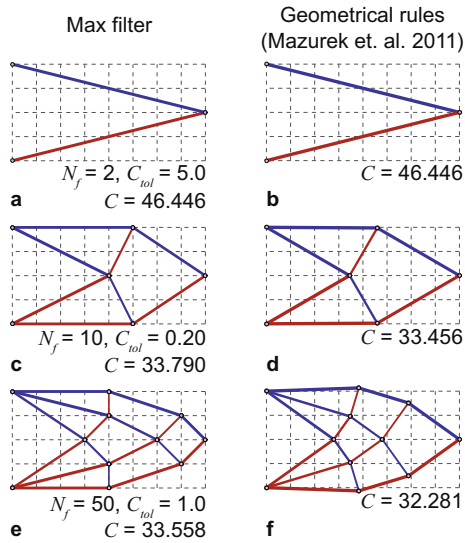 Max filter
Geometrical rules
(Mazurek et. al. 2011)
N_f = 2, C_tol = 5.0
a
C = 46.446
b
C = 46.446
N_f = 10, C_tol = 0.20
c
C = 33.790
d
C = 33.456
N_f = 50, C_tol = 1.0
e
C = 33.558
f
C = 32.281